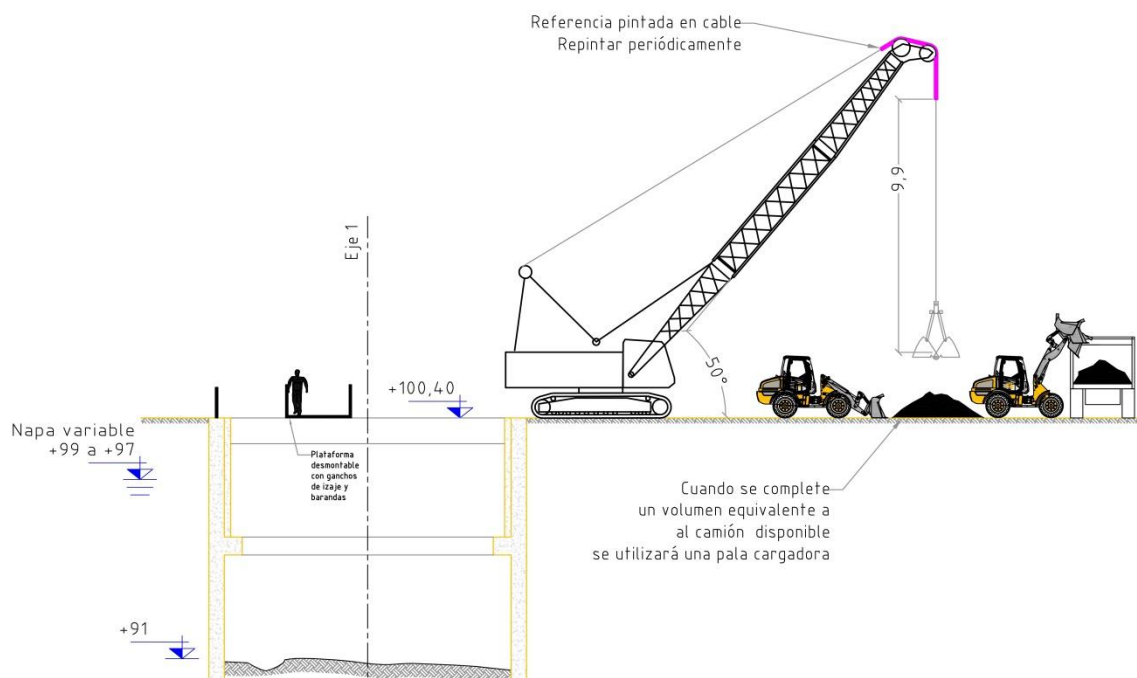 Referencia pintada en cable
Repintar periódicamente
9,9
Eje 1
50°
+100,40
Napa variable
+99 a +97
Plataforma
desmontable
con ganchos
de izaje y
barandas
Cuando se complete
un volumen equivalente a
al camión disponible
se utilizará una pala cargadora
+91